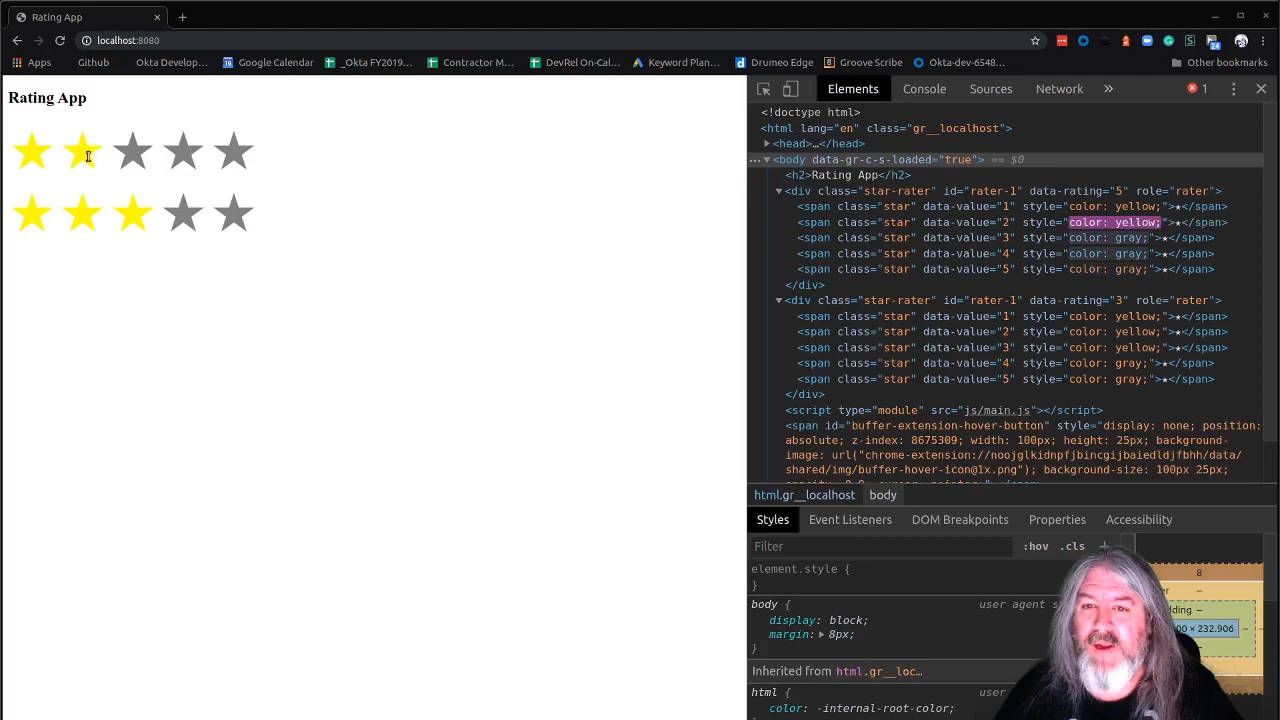 Rating App
localhost:8080
24
Apps
Github
Okta Develop...
Google Calendar
_Okta FY2019...
Contractor M...
DevRel On-Cal...
Keyword Plan...
Drumeo Edge
Groove Scribe
Okta-dev-6548...
Other bookmarks
Rating App
Elements Console Sources Network » 1
<!doctype html>
<html lang="en" class="gr__localhost">
<head>…</head>
<body data-gr-c-s-loaded="true"> == $0
<h2>Rating App</h2>
<div class="star-rater" id="rater-1" data-rating="5" role="rater">
<span class="star" data-value="1" style="color: yellow;">★</span>
<span class="star" data-value="2" style="color: yellow;">★</span>
<span class="star" data-value="3" style="color: gray;">★</span>
<span class="star" data-value="4" style="color: gray;">★</span>
<span class="star" data-value="5" style="color: gray;">★</span>
</div>
<div class="star-rater" id="rater-1" data-rating="3" role="rater">
<span class="star" data-value="1" style="color: yellow;">★</span>
<span class="star" data-value="2" style="color: yellow;">★</span>
<span class="star" data-value="3" style="color: yellow;">★</span>
<span class="star" data-value="4" style="color: gray;">★</span>
<span class="star" data-value="5" style="color: gray;">★</span>
</div>
<script type="module" src="js/main.js"></script>
<span id="buffer-extension-hover-button" style="display: none; position:
absolute; z-index: 8675309; width: 100px; height: 25px; background-
image: url("chrome-extension://noojglkidnpfjbincgijbaiedldjfbhh/data/
shared/img/buffer-hover-icon@1x.png"); background-size: 100px 25px;
html.gr__localhost body
Styles Event Listeners DOM Breakpoints Properties Accessibility
Filter :hov .cls +
element.style {
}
body { user agent s
display: block;
margin: 8px;
}
Inherited from html.gr__loc…
html { user
color: -internal-root-color;
8
–
00 × 232.906
–